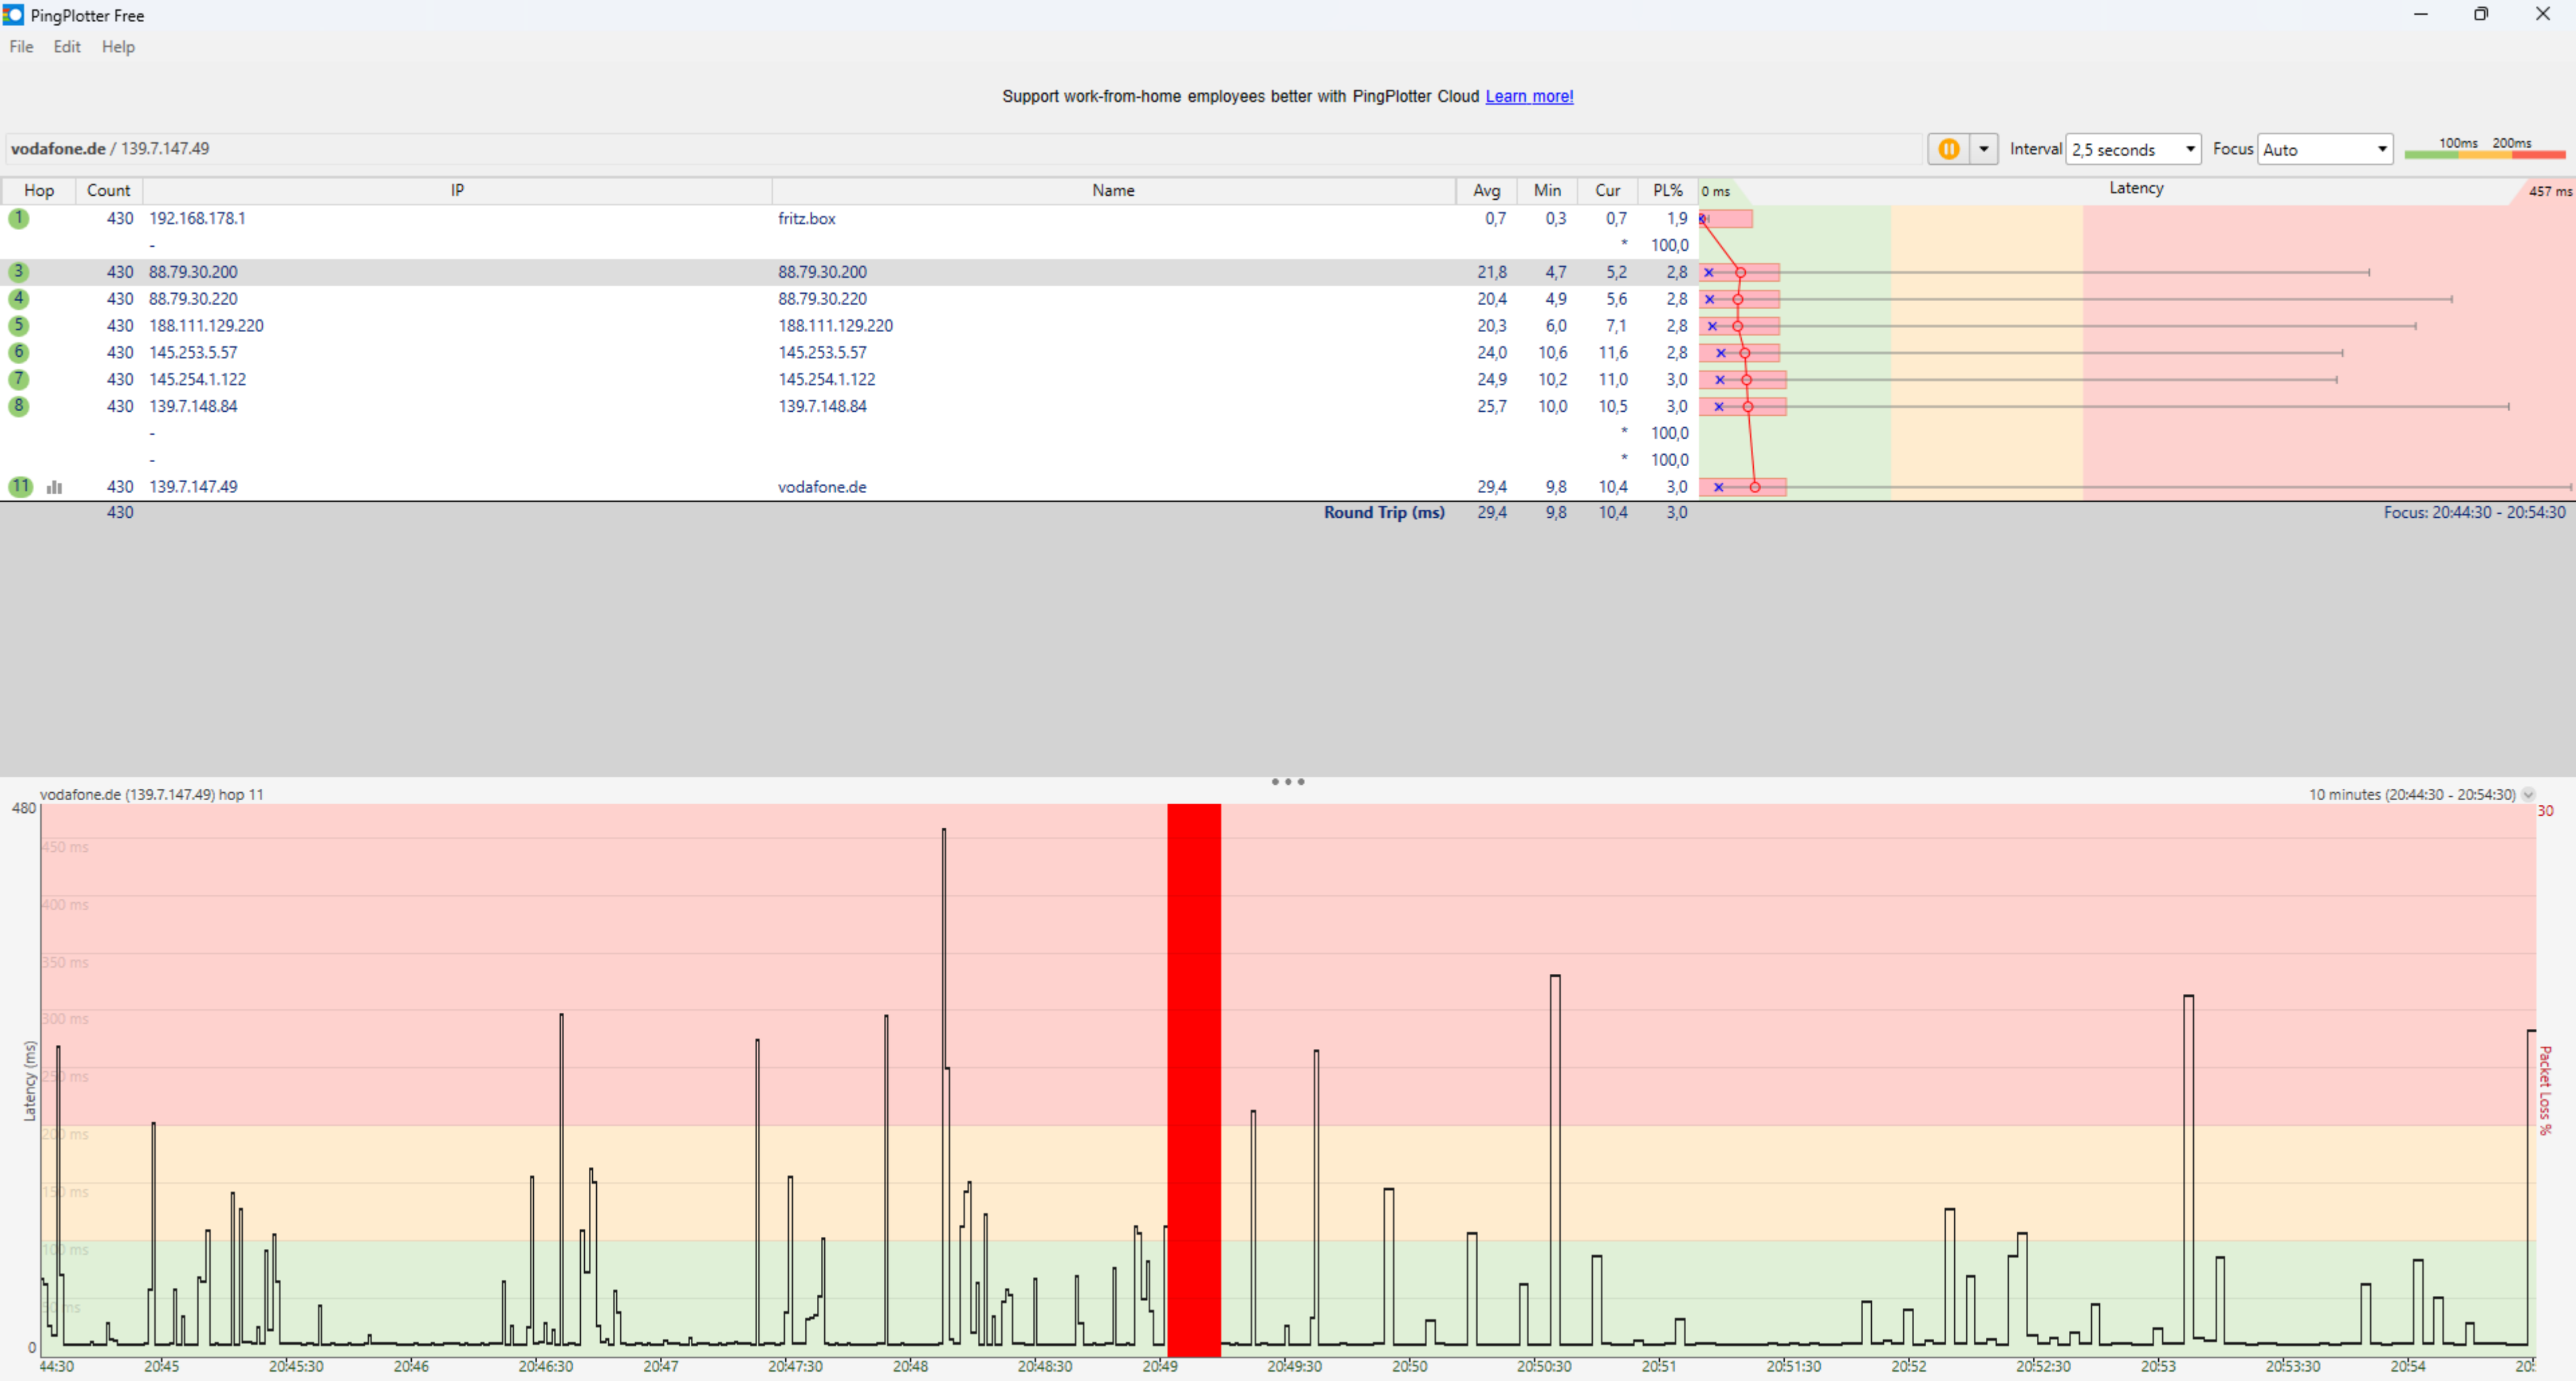 PingPlotter Free
File Edit Help
Support work-from-home employees better with PingPlotter Cloud Learn more!
vodafone.de / 139.7.147.49 Interval 2,5 seconds Focus Auto 100ms 200ms
Hop Count IP Name Avg Min Cur PL% 0 ms Latency 457 ms
1 430 192.168.178.1 fritz.box 0,7 0,3 0,7 1,9
- * 100,0
3 430 88.79.30.200 88.79.30.200 21,8 4,7 5,2 2,8
4 430 88.79.30.220 88.79.30.220 20,4 4,9 5,6 2,8
5 430 188.111.129.220 188.111.129.220 20,3 6,0 7,1 2,8
6 430 145.253.5.57 145.253.5.57 24,0 10,6 11,6 2,8
7 430 145.254.1.122 145.254.1.122 24,9 10,2 11,0 3,0
8 430 139.7.148.84 139.7.148.84 25,7 10,0 10,5 3,0
- * 100,0
- * 100,0
11 430 139.7.147.49 vodafone.de 29,4 9,8 10,4 3,0
430 Round Trip (ms) 29,4 9,8 10,4 3,0 Focus: 20:44:30 - 20:54:30
vodafone.de (139.7.147.49) hop 11 10 minutes (20:44:30 - 20:54:30)
480 30
450 ms
400 ms
350 ms
300 ms
250 ms
200 ms
150 ms
100 ms
50 ms
0
Latency (ms)
Packet Loss %
44:30 20:45 20:45:30 20:46 20:46:30 20:47 20:47:30 20:48 20:48:30 20:49 20:49:30 20:50 20:50:30 20:51 20:51:30 20:52 20:52:30 20:53 20:53:30 20:54 20: